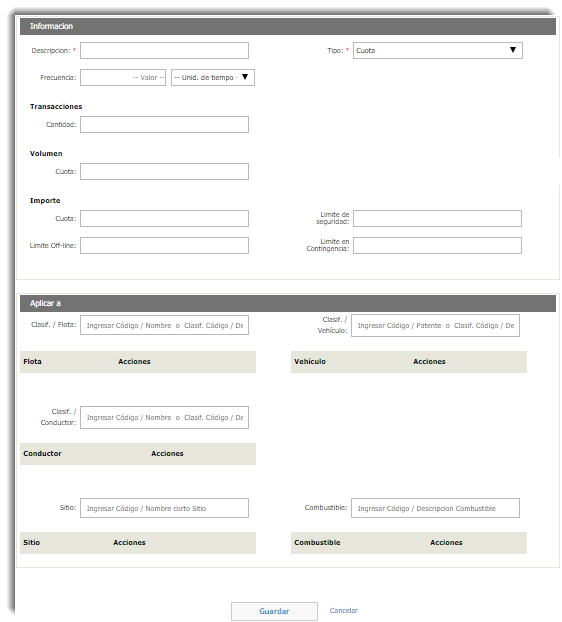 Informacion
Descripcion: * Tipo: * Cuota
Frecuencia: -- Valor -- -- Unid. de tiempo -
Transacciones
Cantidad:
Volumen
Cuota:
Importe
Cuota: Limite de seguridad:
Limite Off-line: Limite en Contingencia:
Aplicar a
Clasif. / Flota: Ingresar Código / Nombre o Clasif. Código / De Clasif. / Vehículo: Ingresar Código / Patente o Clasif. Código / De
Flota Acciones Vehículo Acciones
Clasif. / Conductor: Ingresar Código / Nombre o Clasif. Código / De
Conductor Acciones
Sitio: Ingresar Código / Nombre corto Sitio Combustible: Ingresar Código / Descripcion Combustible
Sitio Acciones Combustible Acciones
Guardar Cancelar